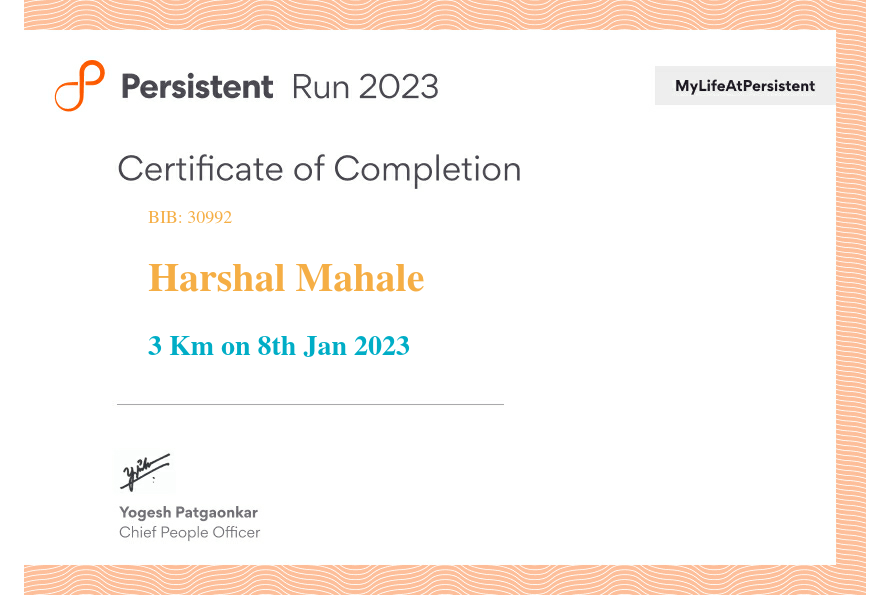 Persistent Run 2023
MyLifeAtPersistent
Certificate of Completion
BIB: 30992
Harshal Mahale
3 Km on 8th Jan 2023
Yogesh Patgaonkar
Chief People Officer